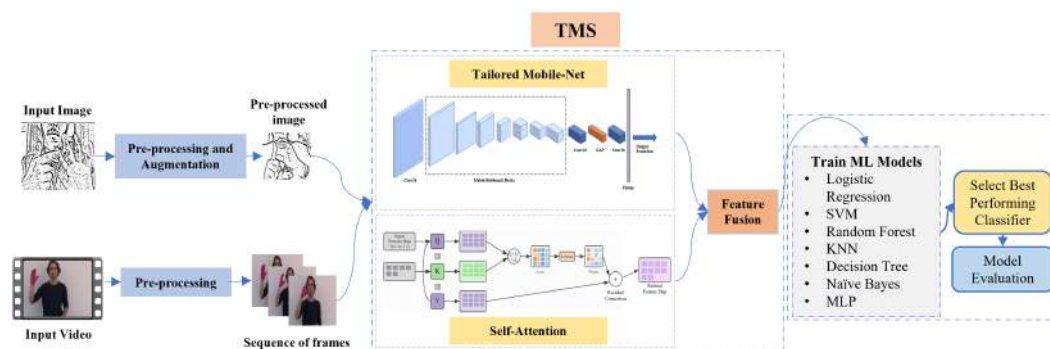 TMS
Tailored Mobile-Net
Input Image
Pre-processing and
Augmentation
Pre-processed
image
Conv2d
GAP
Input Video
Pre-processing
Sequence of frames
Q
K
V
Self-Attention
Feature
Fusion
Train ML Models
• Logistic
Regression
• SVM
• Random Forest
• KNN
• Decision Tree
• Naïve Bayes
• MLP
Select Best
Performing
Classifier
Model
Evaluation